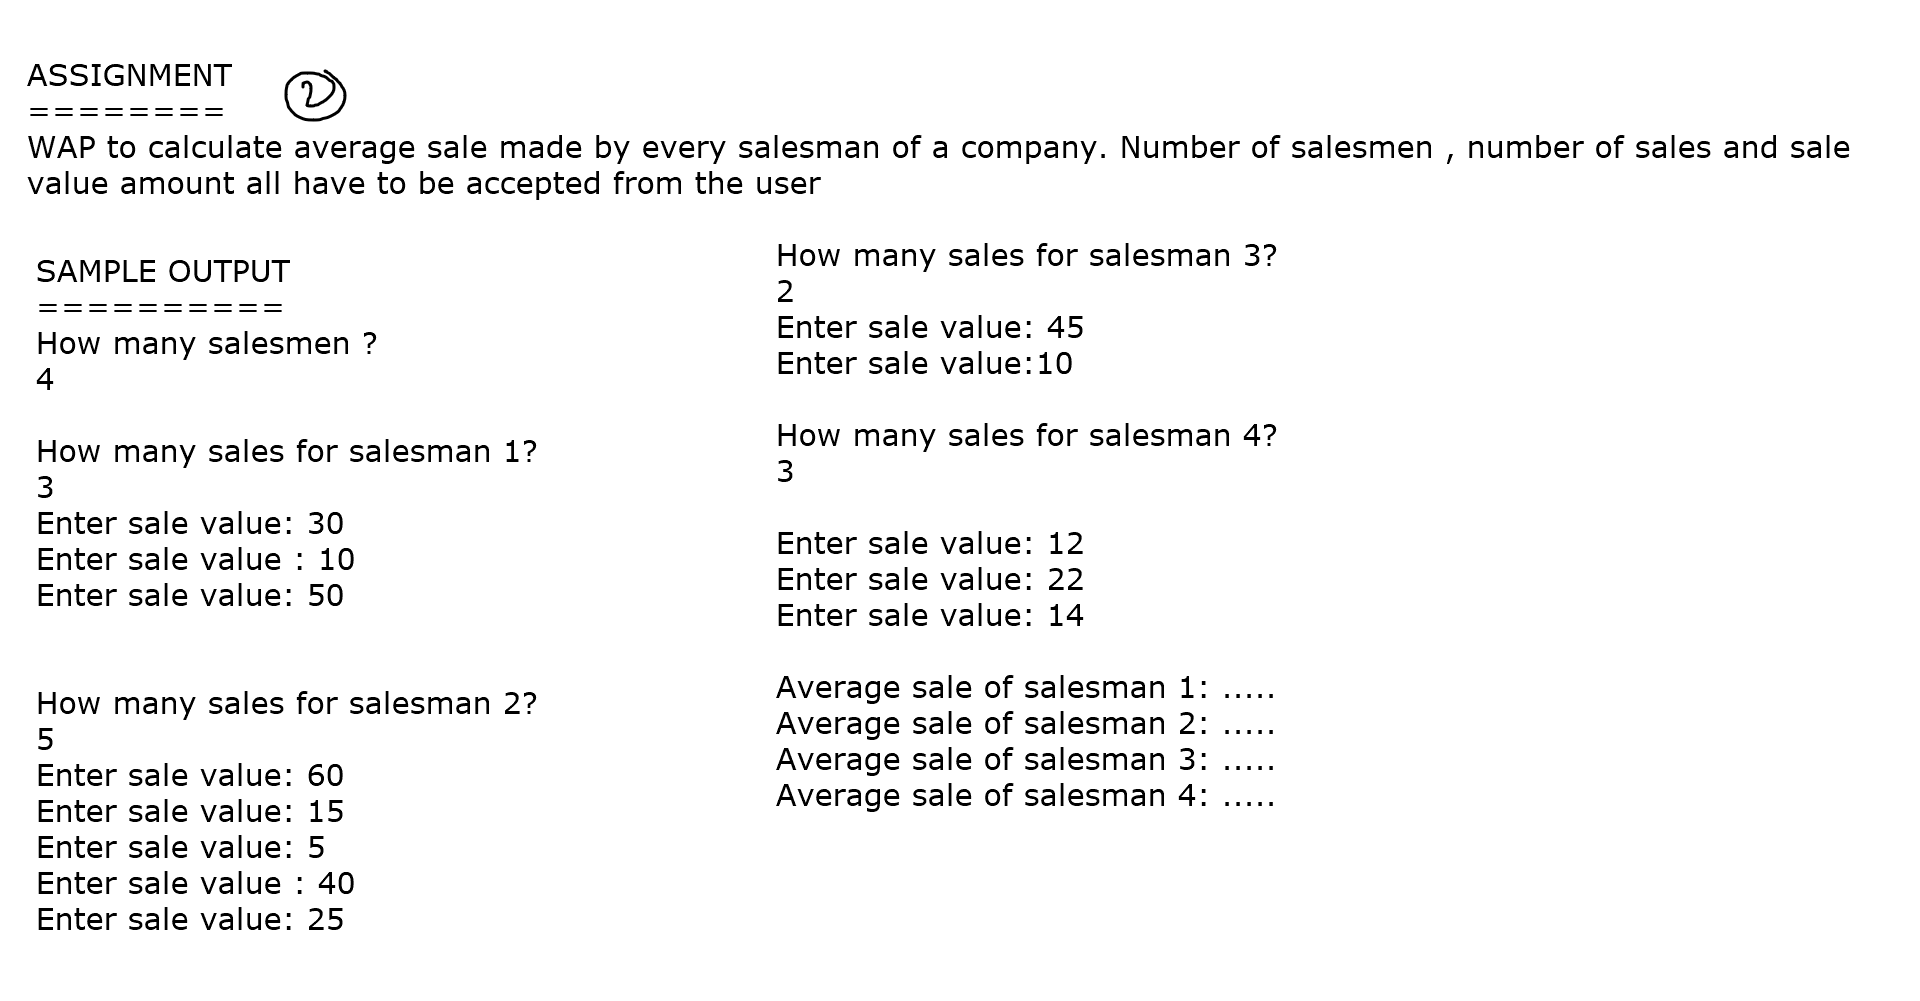 ASSIGNMENT
========
2
WAP to calculate average sale made by every salesman of a company. Number of salesmen , number of sales and sale
value amount all have to be accepted from the user
SAMPLE OUTPUT
==========
How many salesmen ?
4
How many sales for salesman 1?
3
Enter sale value: 30
Enter sale value : 10
Enter sale value: 50
How many sales for salesman 2?
5
Enter sale value: 60
Enter sale value: 15
Enter sale value: 5
Enter sale value : 40
Enter sale value: 25
How many sales for salesman 3?
2
Enter sale value: 45
Enter sale value:10
How many sales for salesman 4?
3
Enter sale value: 12
Enter sale value: 22
Enter sale value: 14
Average sale of salesman 1: .....
Average sale of salesman 2: .....
Average sale of salesman 3: .....
Average sale of salesman 4: .....